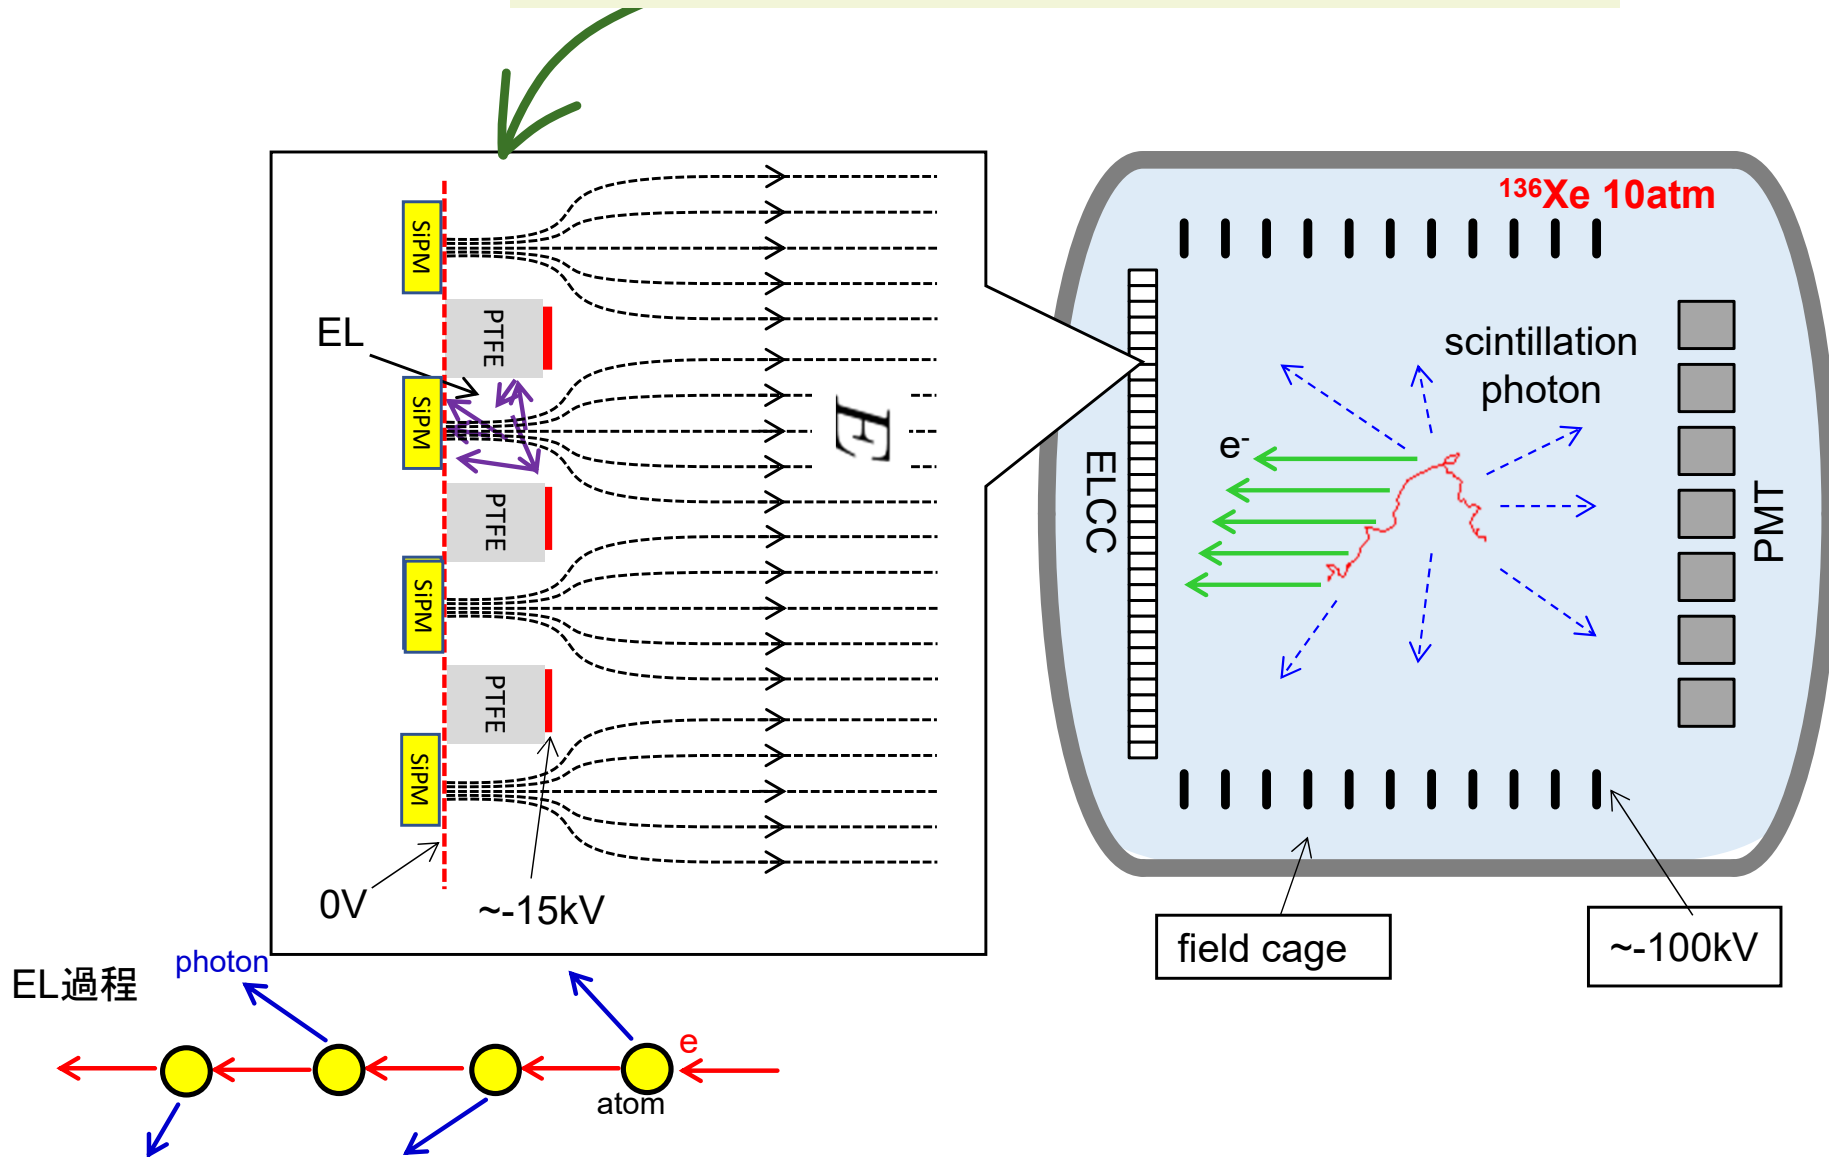 SiPM
PTFE
EL
SiPM
E
PTFE
SiPM
PTFE
SiPM
0V
~-15kV
¹³⁶Xe 10atm
scintillation
photon
e⁻
ELCC
PMT
field cage
~-100kV
EL過程
photon
e
atom